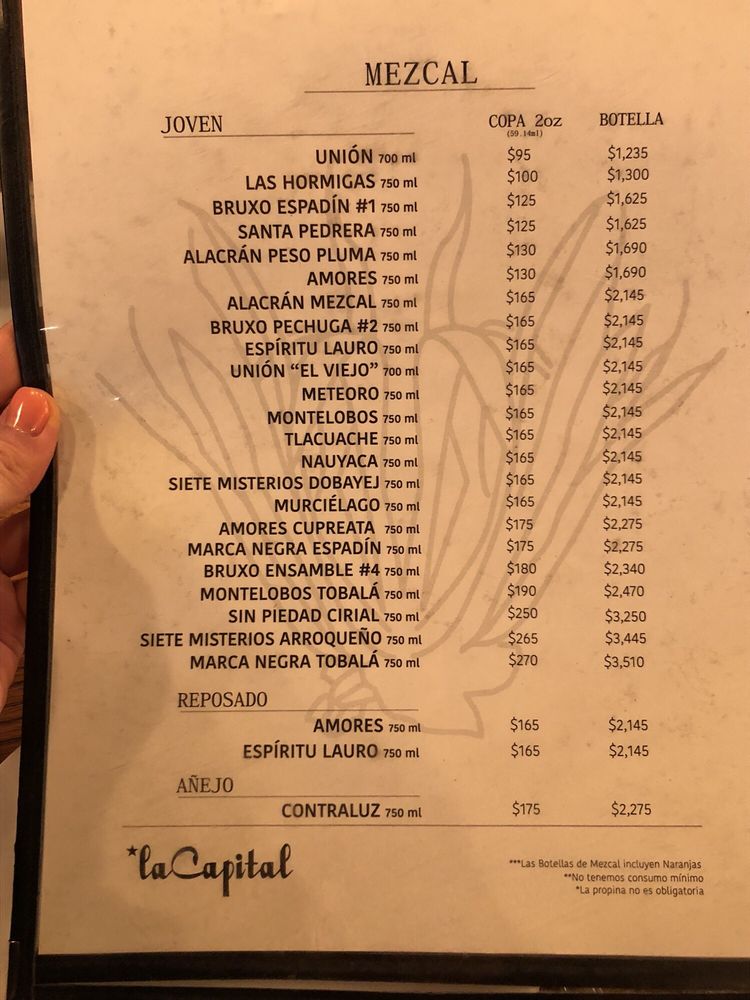 MEZCAL
JOVEN COPA 2oz BOTELLA
(59.14ml)
UNIÓN 700 ml $95 $1,235
LAS HORMIGAS 750 ml $100 $1,300
BRUXO ESPADÍN #1 750 ml $125 $1,625
SANTA PEDRERA 750 ml $125 $1,625
ALACRÁN PESO PLUMA 750 ml $130 $1,690
AMORES 750 ml $130 $1,690
ALACRÁN MEZCAL 750 ml $165 $2,145
BRUXO PECHUGA #2 750 ml $165 $2,145
ESPÍRITU LAURO 750 ml $165 $2,145
UNIÓN “EL VIEJO” 700 ml $165 $2,145
METEORO 750 ml $165 $2,145
MONTELOBOS 750 ml $165 $2,145
TLACUACHE 750 ml $165 $2,145
NAUYACA 750 ml $165 $2,145
SIETE MISTERIOS DOBAYEJ 750 ml $165 $2,145
MURCIÉLAGO 750 ml $165 $2,145
AMORES CUPREATA 750 ml $175 $2,275
MARCA NEGRA ESPADÍN 750 ml $175 $2,275
BRUXO ENSAMBLE #4 750 ml $180 $2,340
MONTELOBOS TOBALÁ 750 ml $190 $2,470
SIN PIEDAD CIRIAL 750 ml $250 $3,250
SIETE MISTERIOS ARROQUEÑO 750 ml $265 $3,445
MARCA NEGRA TOBALÁ 750 ml $270 $3,510
REPOSADO
AMORES 750 ml $165 $2,145
ESPÍRITU LAURO 750 ml $165 $2,145
AÑEJO
CONTRALUZ 750 ml $175 $2,275
*laCapital
***Las Botellas de Mezcal incluyen Naranjas
**No tenemos consumo mínimo
*La propina no es obligatoria